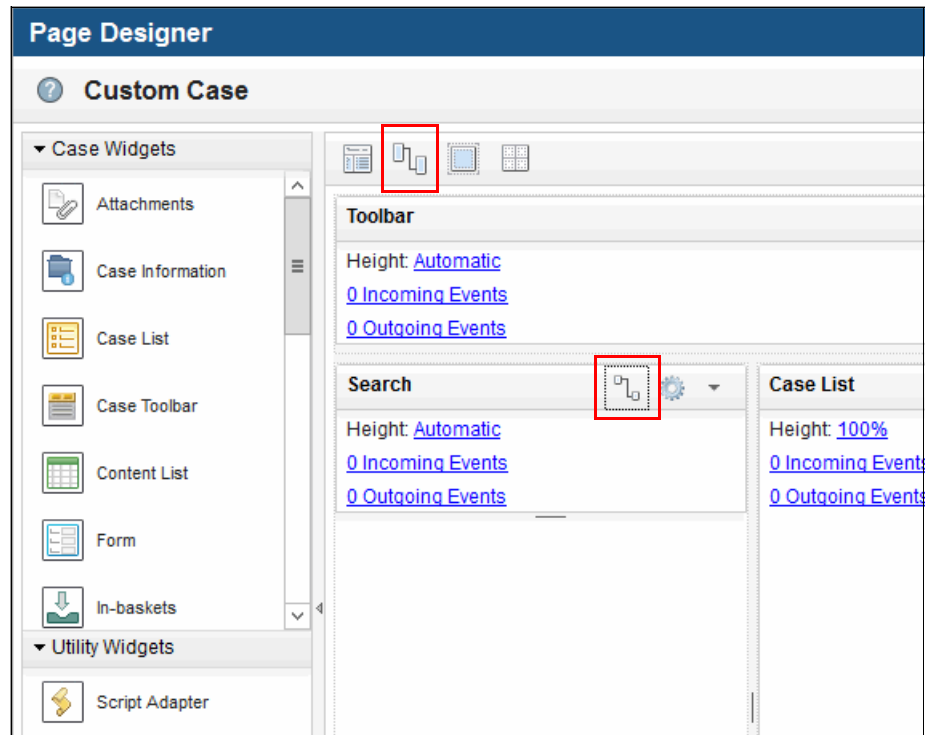 Page Designer
Custom Case
Case Widgets
Attachments
Case Information
Case List
Case Toolbar
Content List
Form
In-baskets
Utility Widgets
Script Adapter
Toolbar
Height: Automatic
0 Incoming Events
0 Outgoing Events
Search
Height: Automatic
0 Incoming Events
0 Outgoing Events
Case List
Height: 100%
0 Incoming Events
0 Outgoing Events